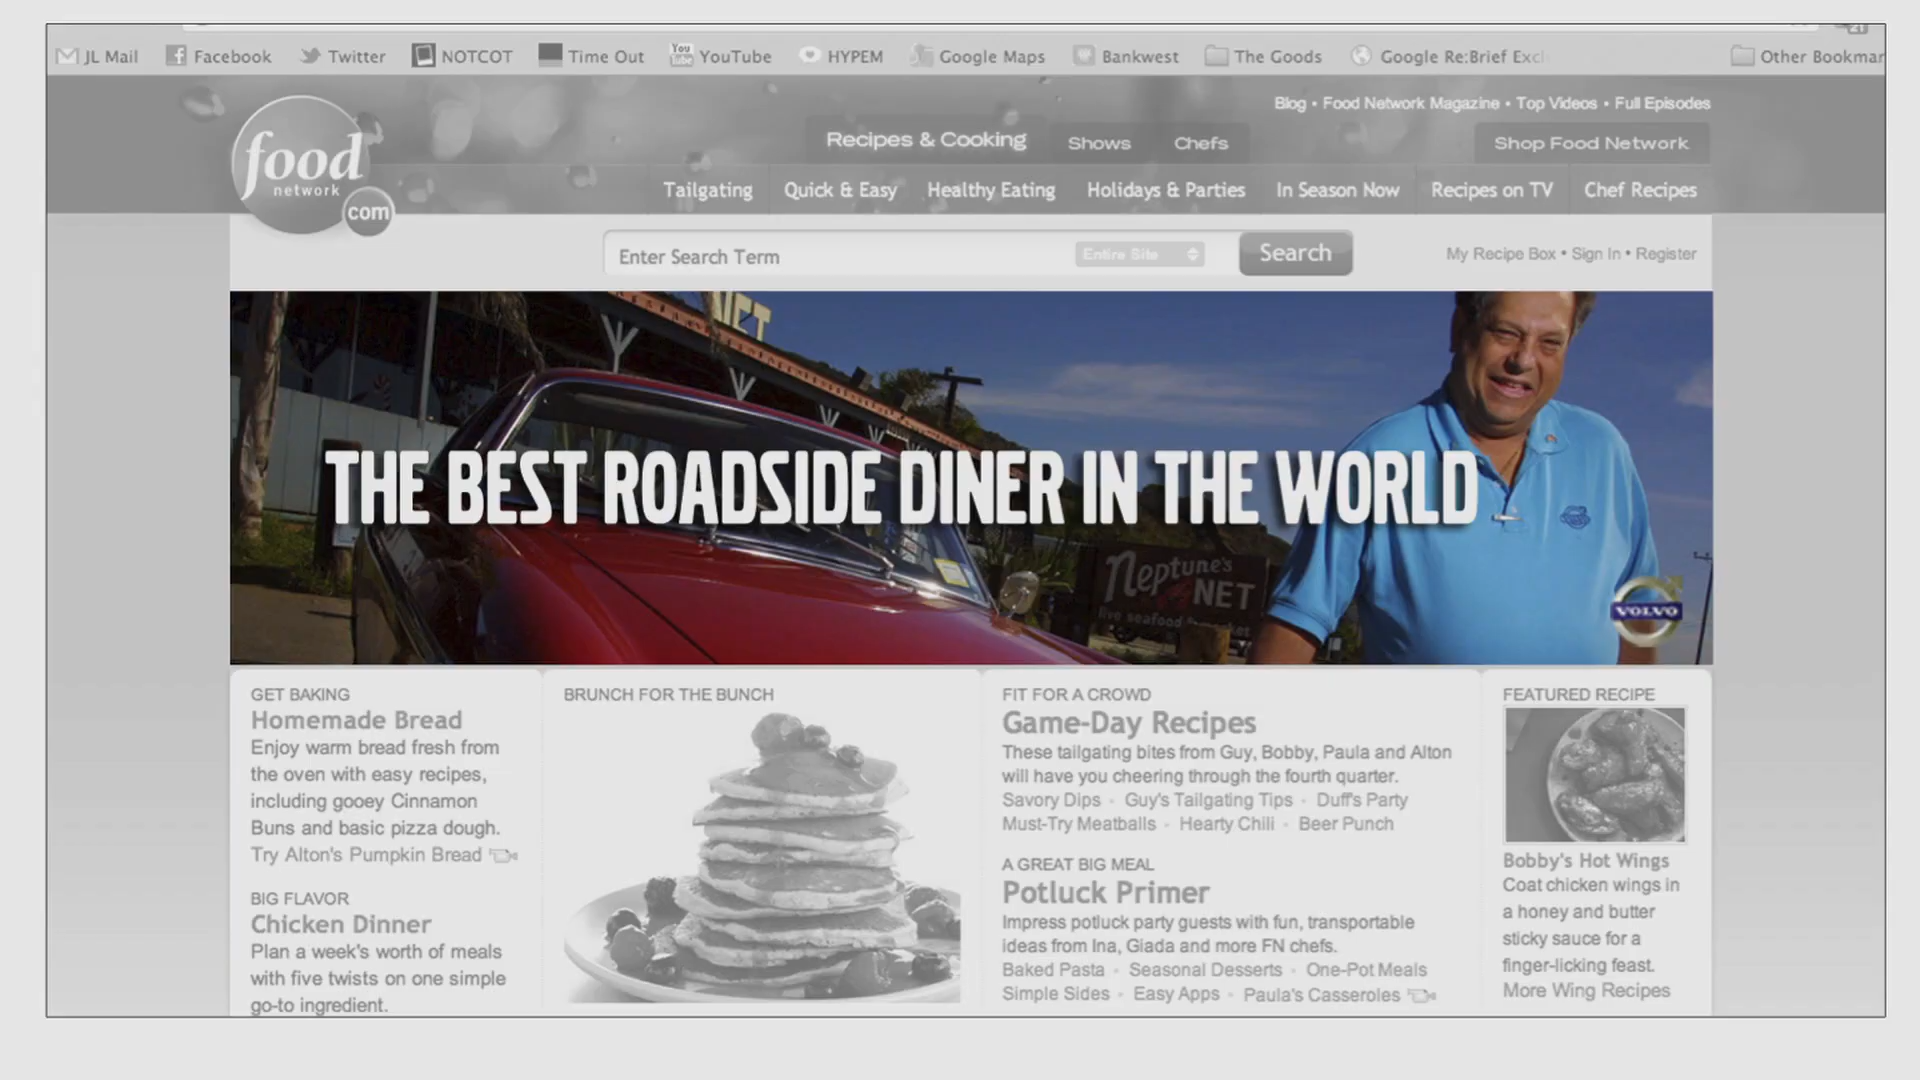 JL Mail Facebook Twitter NOTCOT Time Out YouTube HYPEM Google Maps Bankwest The Goods Google Re:Brief Excl Other Bookmar
Blog • Food Network Magazine • Top Videos • Full Episodes
food
network
com
Recipes & Cooking Shows Chefs Shop Food Network
Tailgating Quick & Easy Healthy Eating Holidays & Parties In Season Now Recipes on TV Chef Recipes
Enter Search Term Entire Site Search My Recipe Box • Sign In • Register
NET
THE BEST ROADSIDE DINER IN THE WORLD
Neptune's
NET
live seafood
VOLVO
GET BAKING
Homemade Bread
Enjoy warm bread fresh from
the oven with easy recipes,
including gooey Cinnamon
Buns and basic pizza dough.
Try Alton's Pumpkin Bread
BIG FLAVOR
Chicken Dinner
Plan a week's worth of meals
with five twists on one simple
go-to ingredient.
BRUNCH FOR THE BUNCH
FIT FOR A CROWD
Game-Day Recipes
These tailgating bites from Guy, Bobby, Paula and Alton
will have you cheering through the fourth quarter.
Savory Dips • Guy's Tailgating Tips • Duff's Party
Must-Try Meatballs • Hearty Chili • Beer Punch
A GREAT BIG MEAL
Potluck Primer
Impress potluck party guests with fun, transportable
ideas from Ina, Giada and more FN chefs.
Baked Pasta • Seasonal Desserts • One-Pot Meals
Simple Sides • Easy Apps • Paula's Casseroles
FEATURED RECIPE
Bobby's Hot Wings
Coat chicken wings in
a honey and butter
sticky sauce for a
finger-licking feast.
More Wing Recipes